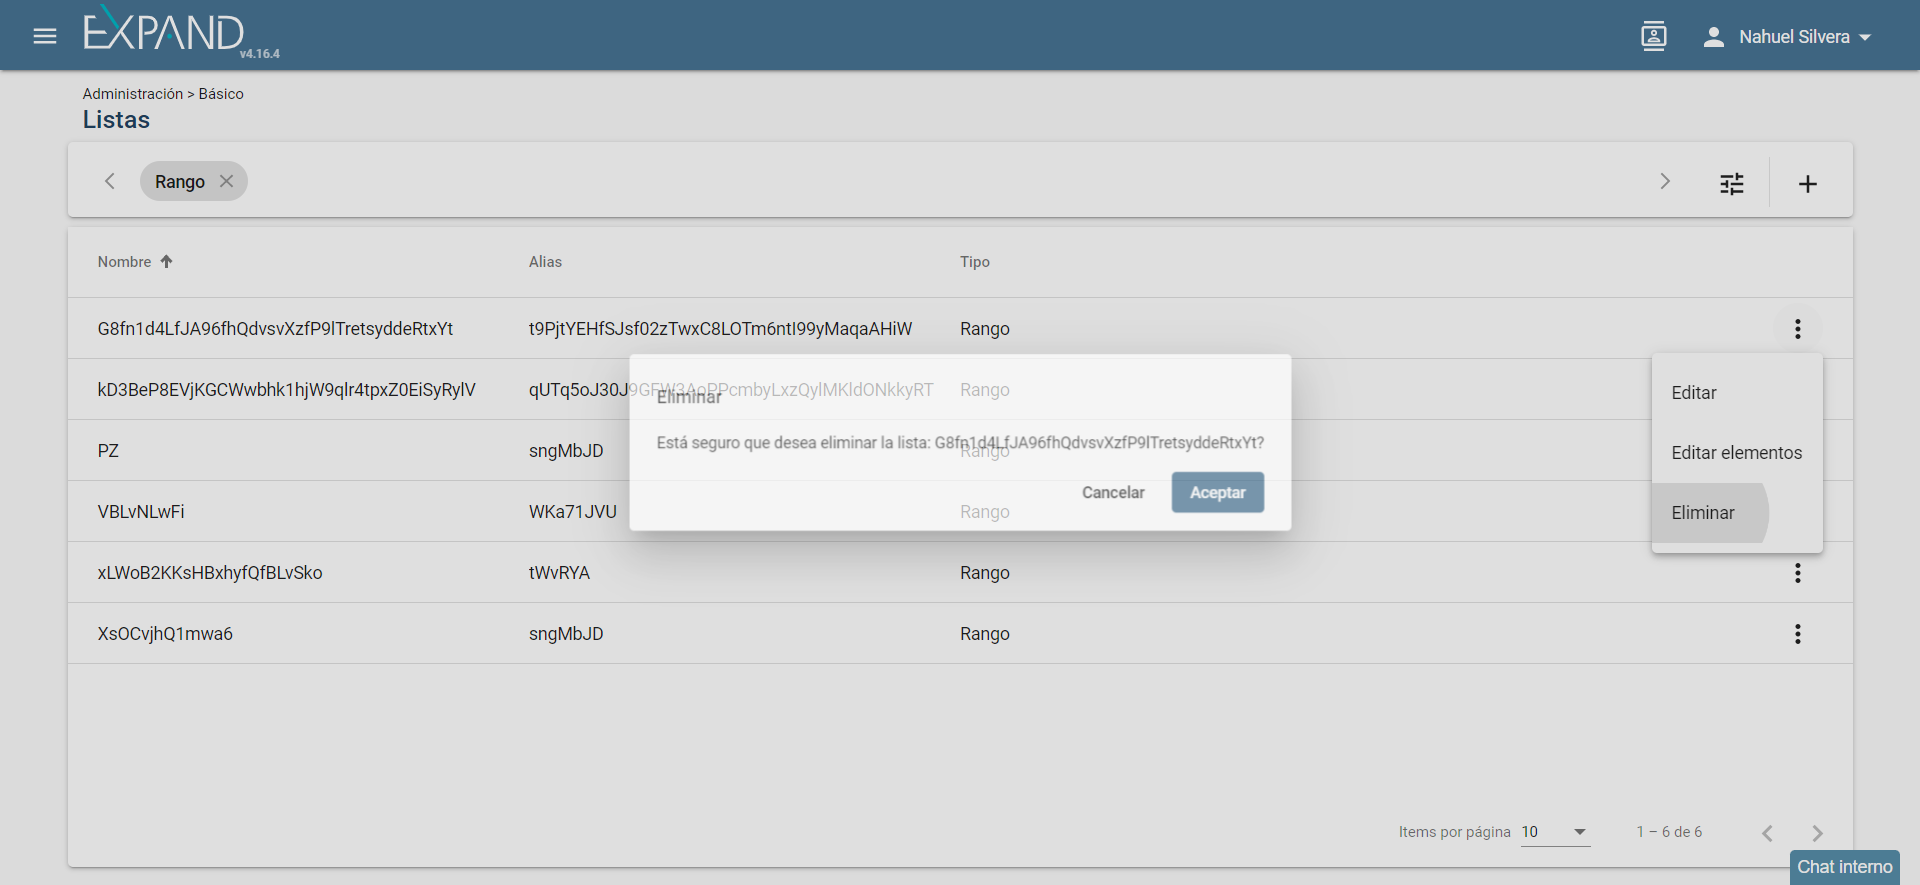 EXPAND
v4.16.4
Nahuel Silvera
Administración > Básico
Listas
Rango
Nombre Alias Tipo
G8fn1d4LfJA96fhQdvsvXzfP9lTretsyddeRtxYt t9PjtYEHfSJsf02zTwxC8LOTm6ntI99yMaqaAHiW Rango
kD3BeP8EVjKGCWwbhk1hjW9qlr4tpxZ0EiSyRylV qUTq5oJ30J9GFW3AoPPcmbyLxzQylMKldONkkyRT Rango
PZ sngMbJD Rango
VBLvNLwFi WKa71JVU Rango
xLWoB2KKsHBxhyfQfBLvSko tWvRYA Rango
XsOCvjhQ1mwa6 sngMbJD Rango
Eliminar
Está seguro que desea eliminar la lista: G8fn1d4LfJA96fhQdvsvXzfP9lTretsyddeRtxYt?
Cancelar Aceptar
Editar
Editar elementos
Eliminar
Items por página 10 1 – 6 de 6
Chat interno